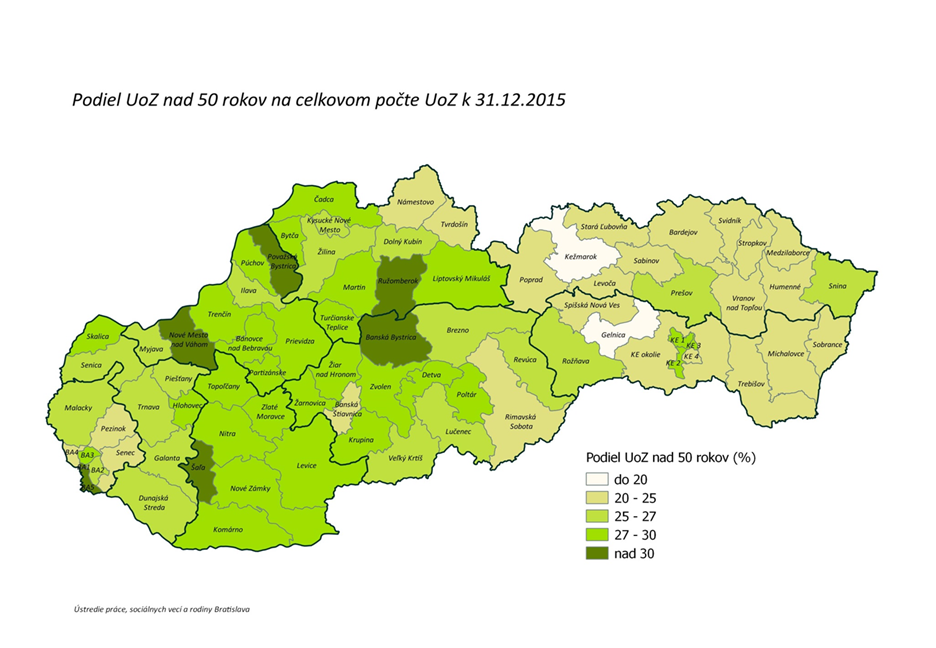 Podiel UoZ nad 50 rokov na celkovom počte UoZ k 31.12.2015
Čadca
Námestovo
Kysucké Nové
Mesto
Tvrdošín
Bytča
Dolný Kubín
Žilina
Púchov
Považská
Bystrica
Ilava
Martin
Ružomberok
Liptovský Mikuláš
Stará Ľubovňa
Kežmarok
Poprad
Levoča
Sabinov
Bardejov
Svidník
Stropkov
Medzilaborce
Snina
Prešov
Vranov
nad Topľou
Humenné
Trenčín
Turčianske
Teplice
Bánovce
nad Bebravou
Prievidza
Banská Bystrica
Brezno
Spišská Nová Ves
Gelnica
KE okolie
KE 1
KE 3
KE 4
KE 2
Michalovce
Sobrance
Trebišov
Rožňava
Revúca
Skalica
Senica
Myjava
Nové Mesto
nad Váhom
Partizánske
Žiar
nad Hronom
Zvolen
Detva
Poltár
Rimavská
Sobota
Piešťany
Topoľčany
Malacky
Trnava
Hlohovec
Zlaté
Moravce
Žarnovica
Banská
Štiavnica
Krupina
Lučenec
Veľký Krtíš
Pezinok
Senec
Galanta
Nitra
Levice
BA4
BA3
BA1
BA2
BA5
Šaľa
Nové Zámky
Dunajská
Streda
Komárno
Podiel UoZ nad 50 rokov (%)
do 20
20 - 25
25 - 27
27 - 30
nad 30
Ústredie práce, sociálnych vecí a rodiny Bratislava